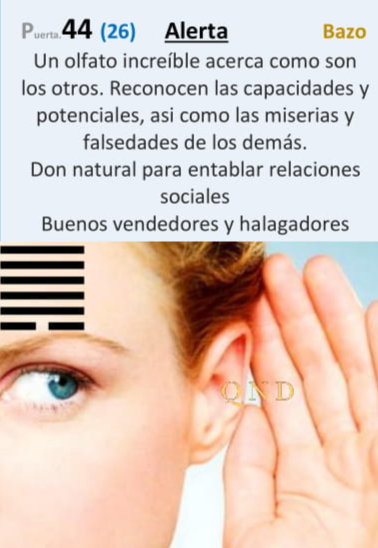 Puerta.44 (26) Alerta Bazo
Un olfato increíble acerca como son
los otros. Reconocen las capacidades y
potenciales, asi como las miserias y
falsedades de los demás.
Don natural para entablar relaciones
sociales
Buenos vendedores y halagadores
QND